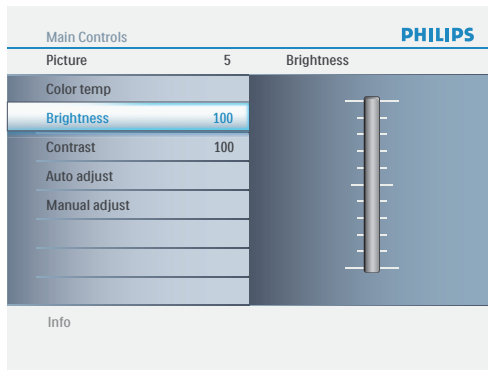 Main Controls PHILIPS
Picture 5 Brightness
Color temp
Brightness 100
Contrast 100
Auto adjust
Manual adjust
Info